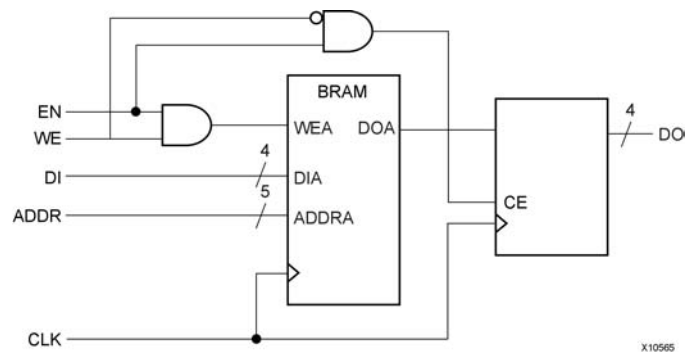 BRAM
EN
WE
WEA DOA
4
DO
DI
4
DIA
5
CE
ADDR
ADDRA
CLK
X10565